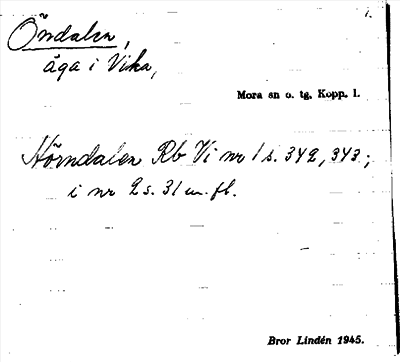 Öndalen,
äga i Vika,
Mora sn o. tg, Kopp. l.
Hörndalen Rb Vi nr 1 s. 342, 343;
i nr 2 s. 31 m. fl.
Bror Lindén 1945.